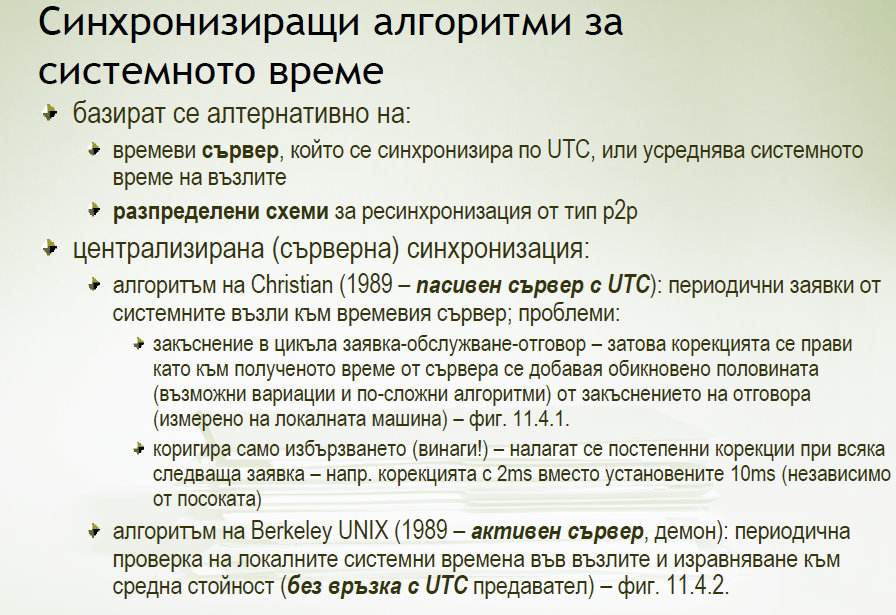 Синхронизиращи алгоритми за
системното време
базират се алтернативно на:
времеви сървер, който се синхронизира по UTC, или усреднява системното
време на възлите
разпределени схеми за ресинхронизация от тип p2p
централизирана (сърверна) синхронизация:
алгоритъм на Christian (1989 – пасивен сървер с UTC): периодични заявки от
системните възли към времевия сървер; проблеми:
закъснение в цикъла заявка-обслужване-отговор – затова корекцията се прави
като към полученото време от сървера се добавая обикновено половината
(възможни вариации и по-сложни алгоритми) от закъснението на отговора
(измерено на локалната машина) – фиг. 11.4.1.
коригира само избързването (винаги!) – налагат се постепенни корекции при всяка
следваща заявка – напр. корекцията с 2ms вместо установените 10ms (независимо
от посоката)
алгоритъм на Berkeley UNIX (1989 – активен сървер, демон): периодична
проверка на локалните системни времена във възлите и изравняване към
средна стойност (без връзка с UTC предавател) – фиг. 11.4.2.